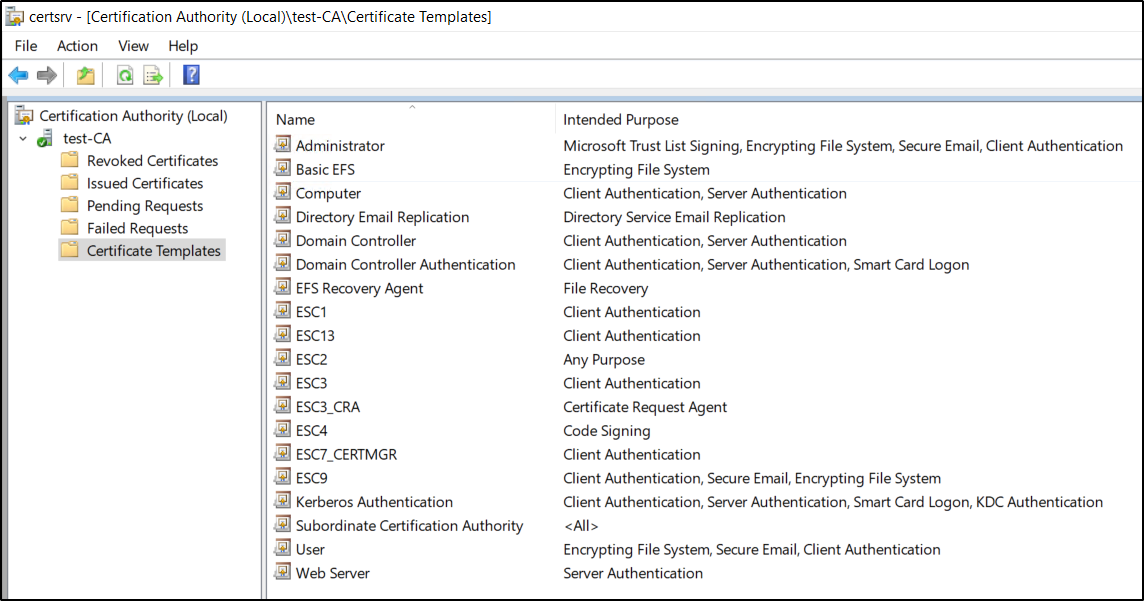 certsrv - [Certification Authority (Local)\test-CA\Certificate Templates]
File Action View Help
Certification Authority (Local)
test-CA
Revoked Certificates
Issued Certificates
Pending Requests
Failed Requests
Certificate Templates
Name Intended Purpose
Administrator Microsoft Trust List Signing, Encrypting File System, Secure Email, Client Authentication
Basic EFS Encrypting File System
Computer Client Authentication, Server Authentication
Directory Email Replication Directory Service Email Replication
Domain Controller Client Authentication, Server Authentication
Domain Controller Authentication Client Authentication, Server Authentication, Smart Card Logon
EFS Recovery Agent File Recovery
ESC1 Client Authentication
ESC13 Client Authentication
ESC2 Any Purpose
ESC3 Client Authentication
ESC3_CRA Certificate Request Agent
ESC4 Code Signing
ESC7_CERTMGR Client Authentication
ESC9 Client Authentication, Secure Email, Encrypting File System
Kerberos Authentication Client Authentication, Server Authentication, Smart Card Logon, KDC Authentication
Subordinate Certification Authority <All>
User Encrypting File System, Secure Email, Client Authentication
Web Server Server Authentication